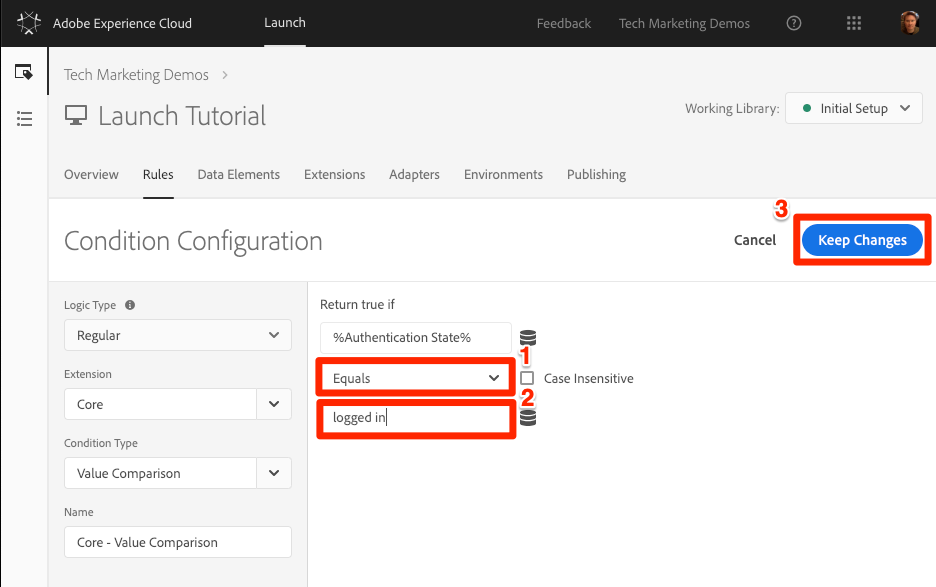 Adobe Experience Cloud
Launch
Feedback
Tech Marketing Demos
Tech Marketing Demos
Launch Tutorial
Working Library:
Initial Setup
Overview
Rules
Data Elements
Extensions
Adapters
Environments
Publishing
Condition Configuration
Cancel
3
Keep Changes
Logic Type
Regular
Extension
Core
Condition Type
Value Comparison
Name
Core - Value Comparison
Return true if
%Authentication State%
1
Equals
Case Insensitive
2
logged in